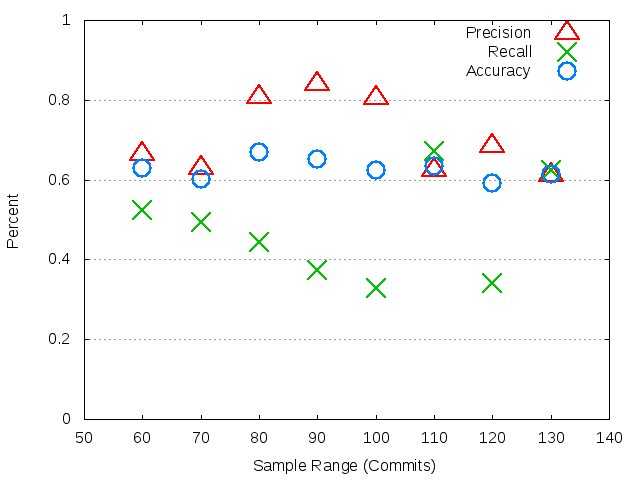 1
0.8
0.6
0.4
0.2
0
50 60 70 80 90 100 110 120 130 140
Percent
Sample Range (Commits)
Precision
Recall
Accuracy